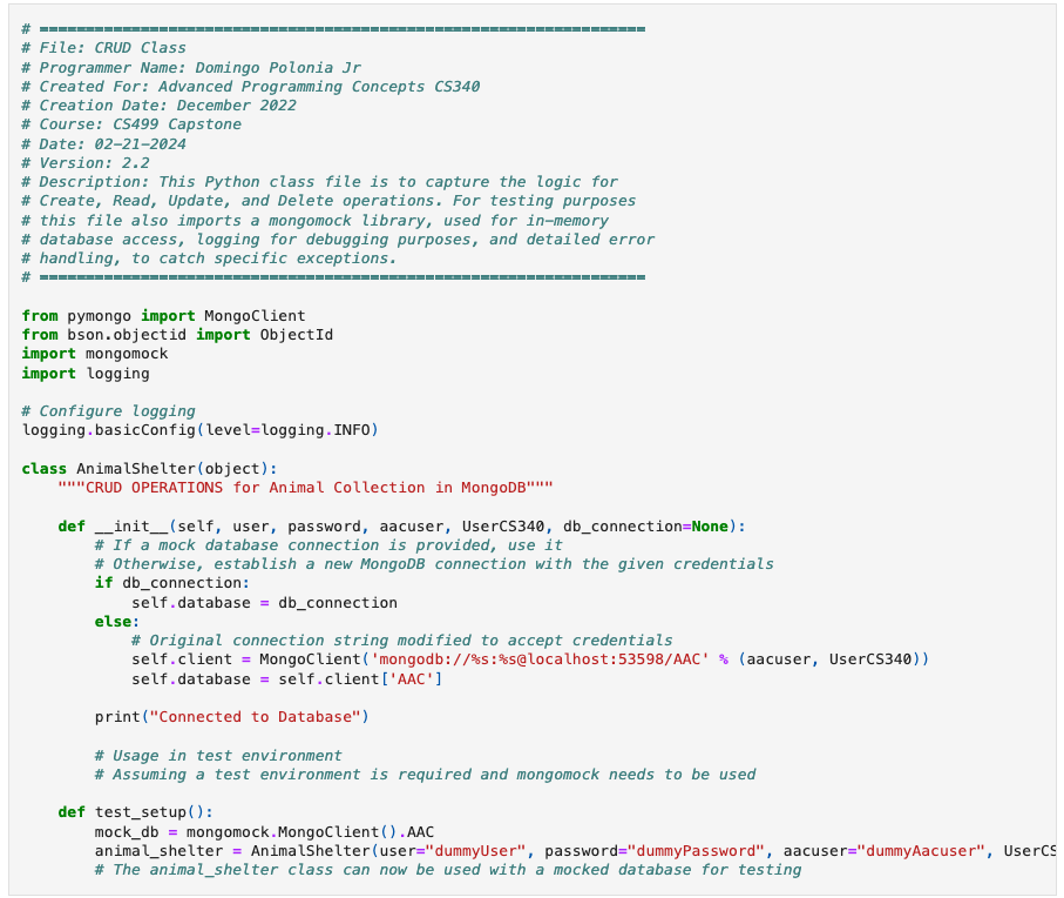 # ==================================================================
# File: CRUD Class
# Programmer Name: Domingo Polonia Jr
# Created For: Advanced Programming Concepts CS340
# Creation Date: December 2022
# Course: CS499 Capstone
# Date: 02-21-2024
# Version: 2.2
# Description: This Python class file is to capture the logic for
# Create, Read, Update, and Delete operations. For testing purposes
# this file also imports a mongomock library, used for in-memory
# database access, logging for debugging purposes, and detailed error
# handling, to catch specific exceptions.
# ==================================================================

from pymongo import MongoClient
from bson.objectid import ObjectId
import mongomock
import logging

# Configure logging
logging.basicConfig(level=logging.INFO)

class AnimalShelter(object):
    """CRUD OPERATIONS for Animal Collection in MongoDB"""

    def __init__(self, user, password, aacuser, UserCS340, db_connection=None):
        # If a mock database connection is provided, use it
        # Otherwise, establish a new MongoDB connection with the given credentials
        if db_connection:
            self.database = db_connection
        else:
            # Original connection string modified to accept credentials
            self.client = MongoClient('mongodb://%s:%s@localhost:53598/AAC' % (aacuser, UserCS340))
            self.database = self.client['AAC']

        print("Connected to Database")

        # Usage in test environment
        # Assuming a test environment is required and mongomock needs to be used

    def test_setup():
        mock_db = mongomock.MongoClient().AAC
        animal_shelter = AnimalShelter(user="dummyUser", password="dummyPassword", aacuser="dummyAacuser", UserCS
        # The animal_shelter class can now be used with a mocked database for testing